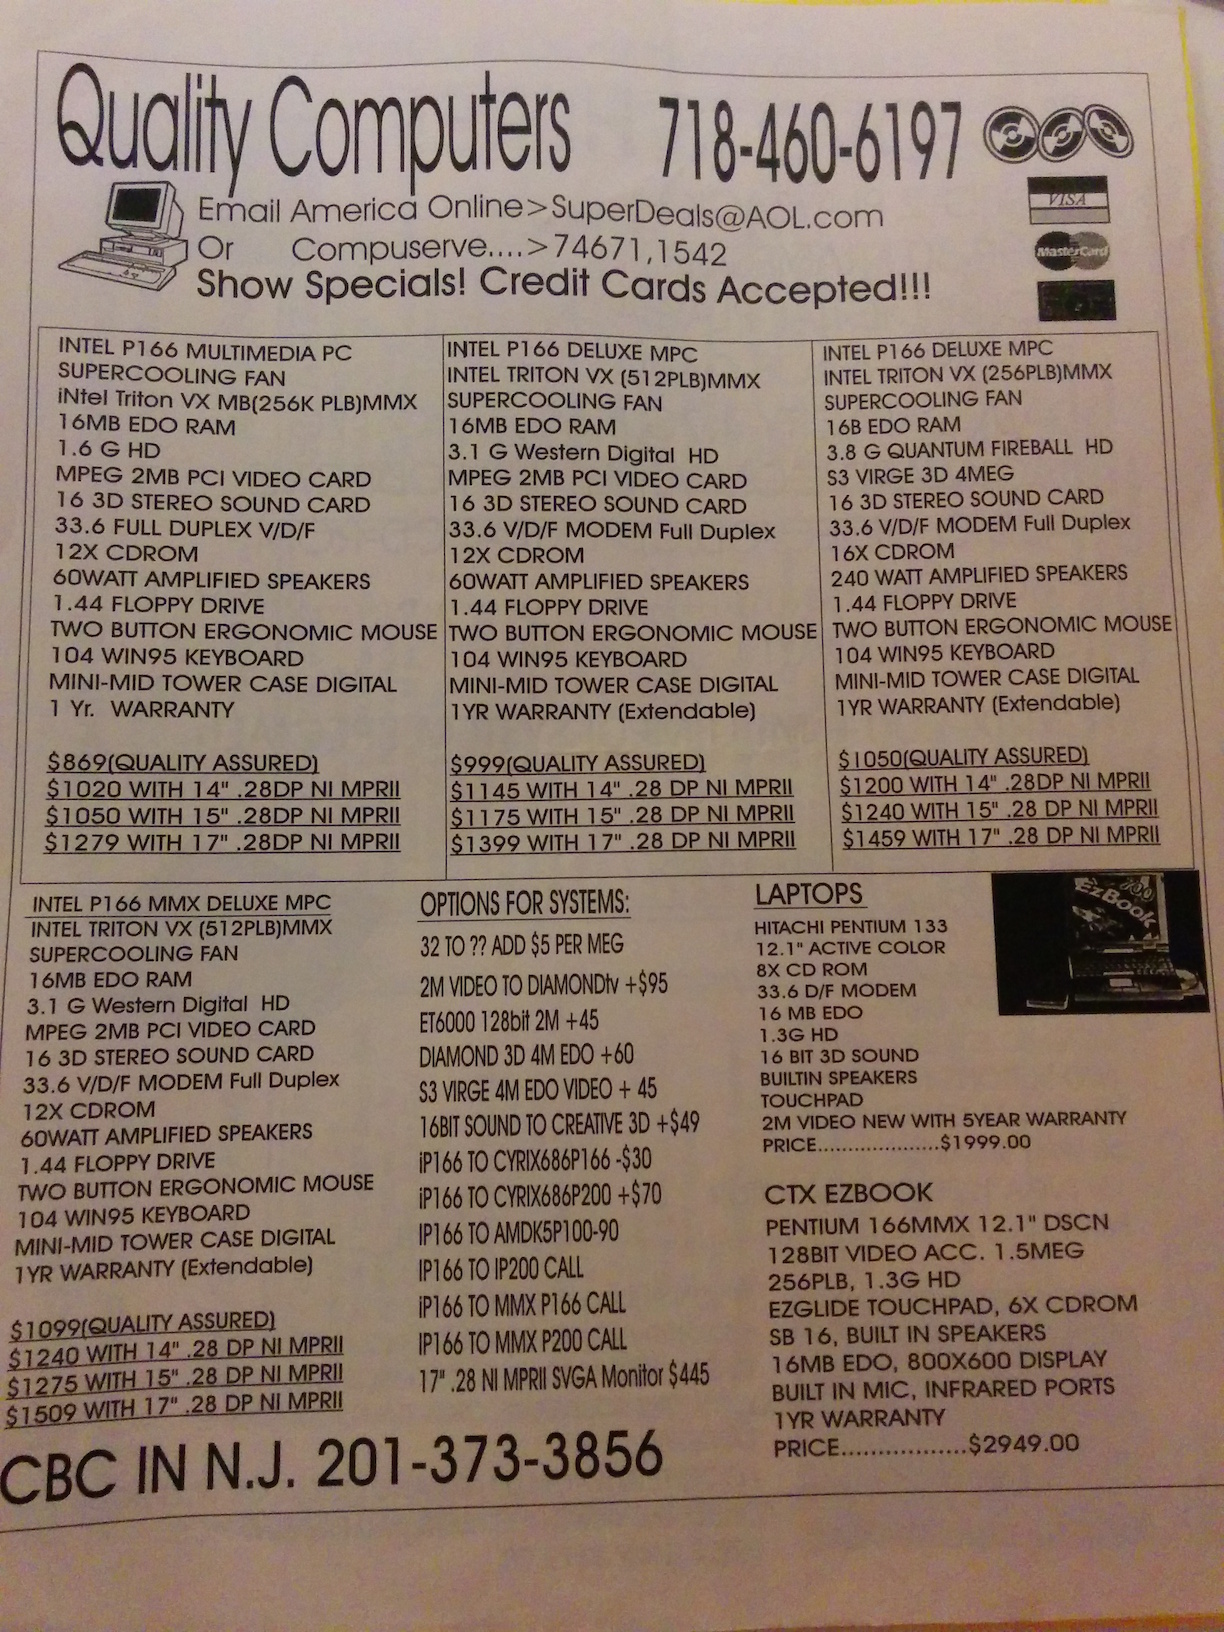 Quality Computers 718-460-6197
Email America Online>SuperDeals@AOL.com
Or Compuserve....>74671,1542
Show Specials! Credit Cards Accepted!!!
VISA
MasterCard
INTEL P166 MULTIMEDIA PC
SUPERCOOLING FAN
iNtel Triton VX MB(256K PLB)MMX
16MB EDO RAM
1.6 G HD
MPEG 2MB PCI VIDEO CARD
16 3D STEREO SOUND CARD
33.6 FULL DUPLEX V/D/F
12X CDROM
60WATT AMPLIFIED SPEAKERS
1.44 FLOPPY DRIVE
TWO BUTTON ERGONOMIC MOUSE
104 WIN95 KEYBOARD
MINI-MID TOWER CASE DIGITAL
1 Yr. WARRANTY
$869(QUALITY ASSURED)
$1020 WITH 14" .28DP NI MPRII
$1050 WITH 15" .28DP NI MPRII
$1279 WITH 17" .28DP NI MPRII
INTEL P166 DELUXE MPC
INTEL TRITON VX (512PLB)MMX
SUPERCOOLING FAN
16MB EDO RAM
3.1 G Western Digital HD
MPEG 2MB PCI VIDEO CARD
16 3D STEREO SOUND CARD
33.6 V/D/F MODEM Full Duplex
12X CDROM
60WATT AMPLIFIED SPEAKERS
1.44 FLOPPY DRIVE
TWO BUTTON ERGONOMIC MOUSE
104 WIN95 KEYBOARD
MINI-MID TOWER CASE DIGITAL
1YR WARRANTY (Extendable)
$999(QUALITY ASSURED)
$1145 WITH 14" .28 DP NI MPRII
$1175 WITH 15" .28 DP NI MPRII
$1399 WITH 17" .28 DP NI MPRII
INTEL P166 DELUXE MPC
INTEL TRITON VX (256PLB)MMX
SUPERCOOLING FAN
16B EDO RAM
3.8 G QUANTUM FIREBALL HD
S3 VIRGE 3D 4MEG
16 3D STEREO SOUND CARD
33.6 V/D/F MODEM Full Duplex
16X CDROM
240 WATT AMPLIFIED SPEAKERS
1.44 FLOPPY DRIVE
TWO BUTTON ERGONOMIC MOUSE
104 WIN95 KEYBOARD
MINI-MID TOWER CASE DIGITAL
1YR WARRANTY (Extendable)
$1050(QUALITY ASSURED)
$1200 WITH 14" .28DP NI MPRII
$1240 WITH 15" .28 DP NI MPRII
$1459 WITH 17" .28 DP NI MPRII
INTEL P166 MMX DELUXE MPC
INTEL TRITON VX (512PLB)MMX
SUPERCOOLING FAN
16MB EDO RAM
3.1 G Western Digital HD
MPEG 2MB PCI VIDEO CARD
16 3D STEREO SOUND CARD
33.6 V/D/F MODEM Full Duplex
12X CDROM
60WATT AMPLIFIED SPEAKERS
1.44 FLOPPY DRIVE
TWO BUTTON ERGONOMIC MOUSE
104 WIN95 KEYBOARD
MINI-MID TOWER CASE DIGITAL
1YR WARRANTY (Extendable)
$1099(QUALITY ASSURED)
$1240 WITH 14" .28 DP NI MPRII
$1275 WITH 15" .28 DP NI MPRII
$1509 WITH 17" .28 DP NI MPRII
OPTIONS FOR SYSTEMS:
32 TO ?? ADD $5 PER MEG
2M VIDEO TO DIAMONDtv +$95
ET6000 128bit 2M +45
DIAMOND 3D 4M EDO +60
S3 VIRGE 4M EDO VIDEO + 45
16BIT SOUND TO CREATIVE 3D +$49
iP166 TO CYRIX686P166 -$30
iP166 TO CYRIX686P200 +$70
IP166 TO AMDK5P100-90
IP166 TO IP200 CALL
iP166 TO MMX P166 CALL
IP166 TO MMX P200 CALL
17" .28 NI MPRII SVGA Monitor $445
LAPTOPS
HITACHI PENTIUM 133
12.1" ACTIVE COLOR
8X CD ROM
33.6 D/F MODEM
16 MB EDO
1.3G HD
16 BIT 3D SOUND
BUILTIN SPEAKERS
TOUCHPAD
2M VIDEO NEW WITH 5YEAR WARRANTY
PRICE.....................$1999.00
700
EzBook
CTX EZBOOK
PENTIUM 166MMX 12.1" DSCN
128BIT VIDEO ACC. 1.5MEG
256PLB, 1.3G HD
EZGLIDE TOUCHPAD, 6X CDROM
SB 16, BUILT IN SPEAKERS
16MB EDO, 800X600 DISPLAY
BUILT IN MIC, INFRARED PORTS
1YR WARRANTY
PRICE.................$2949.00
CBC IN N.J. 201-373-3856